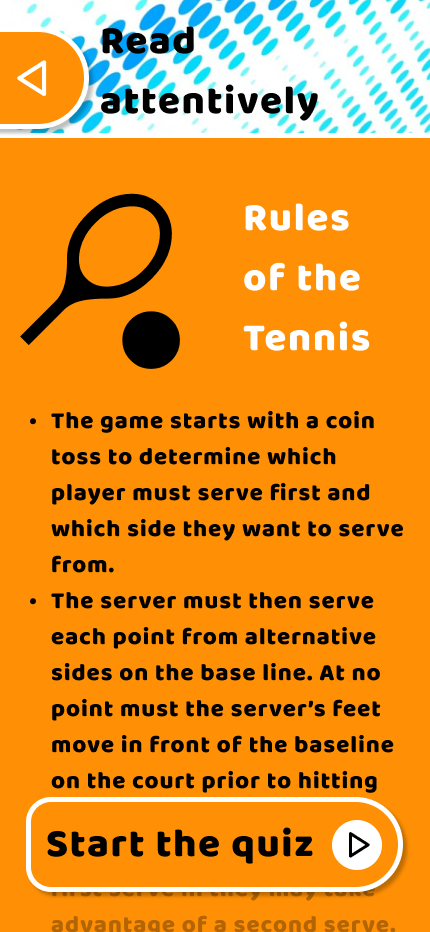 Read
attentively
Rules
of the
Tennis
• The game starts with a coin
toss to determine which
player must serve first and
which side they want to serve
from.
• The server must then serve
each point from alternative
sides on the base line. At no
point must the server’s feet
move in front of the baseline
on the court prior to hitting
Start the quiz
first serve in they may take
advantage of a second serve.